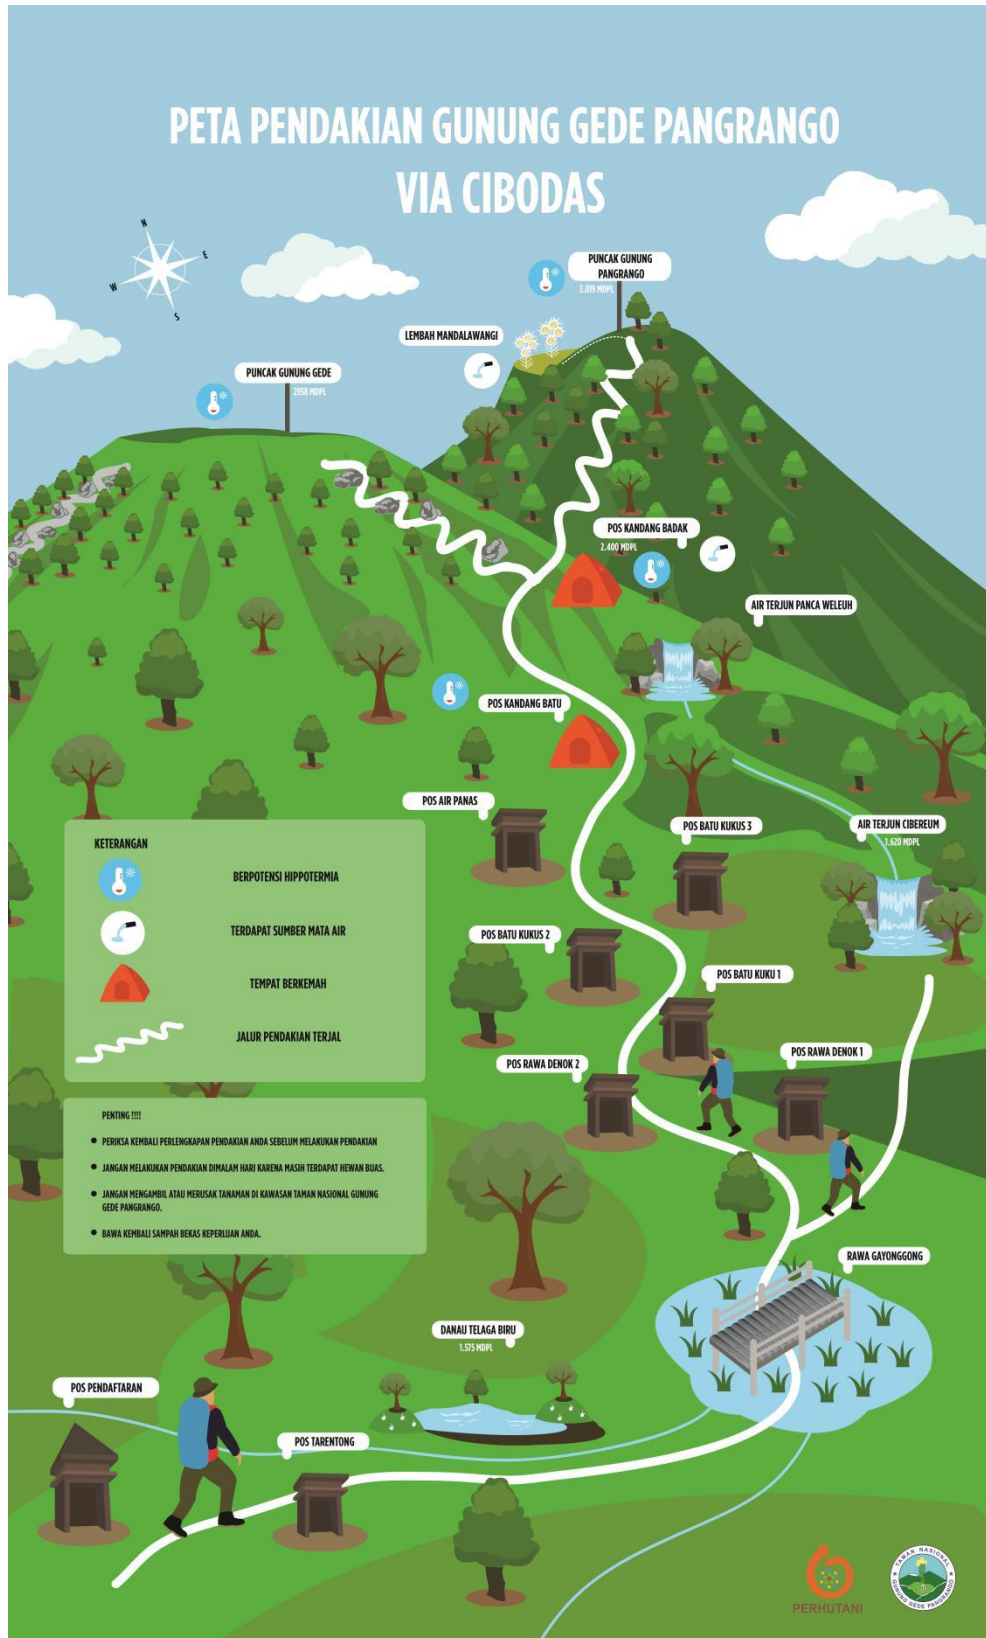 PETA PENDAKIAN GUNUNG GEDE PANGRANGO
VIA CIBODAS
N
E
W
S
PUNCAK GUNUNG
PANGRANGO
3.019 MDPL
LEMBAH MANDALAWANGI
PUNCAK GUNUNG GEDE
2958 MDPL
POS KANDANG BADAK
2.400 MDPL
AIR TERJUN PANCA WELEUH
POS KANDANG BATU
POS AIR PANAS
POS BATU KUKUS 3
AIR TERJUN CIBEREUM
1.620 MDPL
KETERANGAN
BERPOTENSI HIPPOTERMIA
TERDAPAT SUMBER MATA AIR
TEMPAT BERKEMAH
JALUR PENDAKIAN TERJAL
POS BATU KUKUS 2
POS BATU KUKU 1
POS RAWA DENOK 2
POS RAWA DENOK 1
PENTING !!!!
PERIKSA KEMBALI PERLENGKAPAN PENDAKIAN ANDA SEBELUM MELAKUKAN PENDAKIAN
JANGAN MELAKUKAN PENDAKIAN DIMALAM HARI KARENA MASIH TERDAPAT HEWAN BUAS.
JANGAN MENGAMBIL ATAU MERUSAK TANAMAN DI KAWASAN TAMAN NASIONAL GUNUNG
GEDE PANGRANGO.
BAWA KEMBALI SAMPAH BEKAS KEPERLUAN ANDA.
RAWA GAYONGGONG
DANAU TELAGA BIRU
1.575 MDPL
POS PENDAFTARAN
POS TARENTONG
PERHUTANI
TAMAN NASIONAL
GUNUNG GEDE PANGRANGO